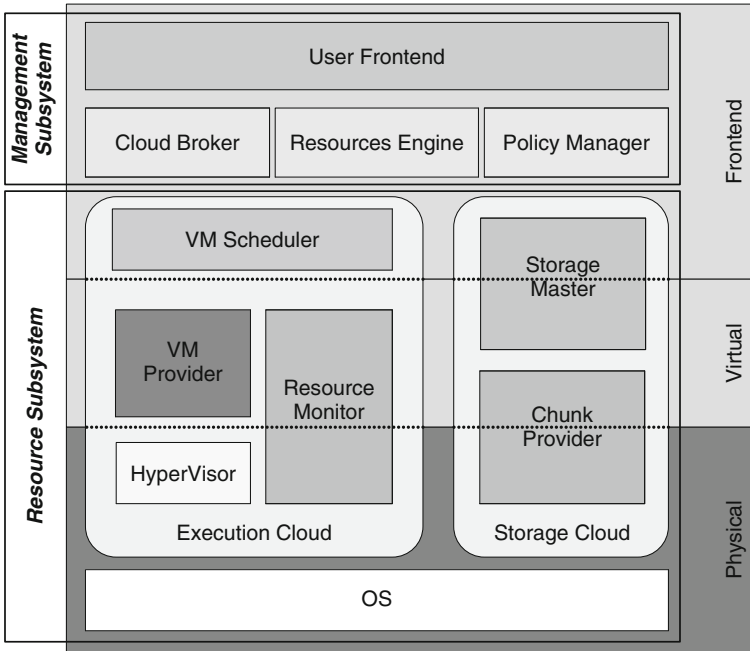 Management
Subsystem
User Frontend
Cloud Broker
Resources Engine
Policy Manager
Frontend
Resource Subsystem
VM Scheduler
Storage
Master
VM
Provider
Resource
Monitor
Virtual
Chunk
Provider
HyperVisor
Execution Cloud
Storage Cloud
Physical
OS